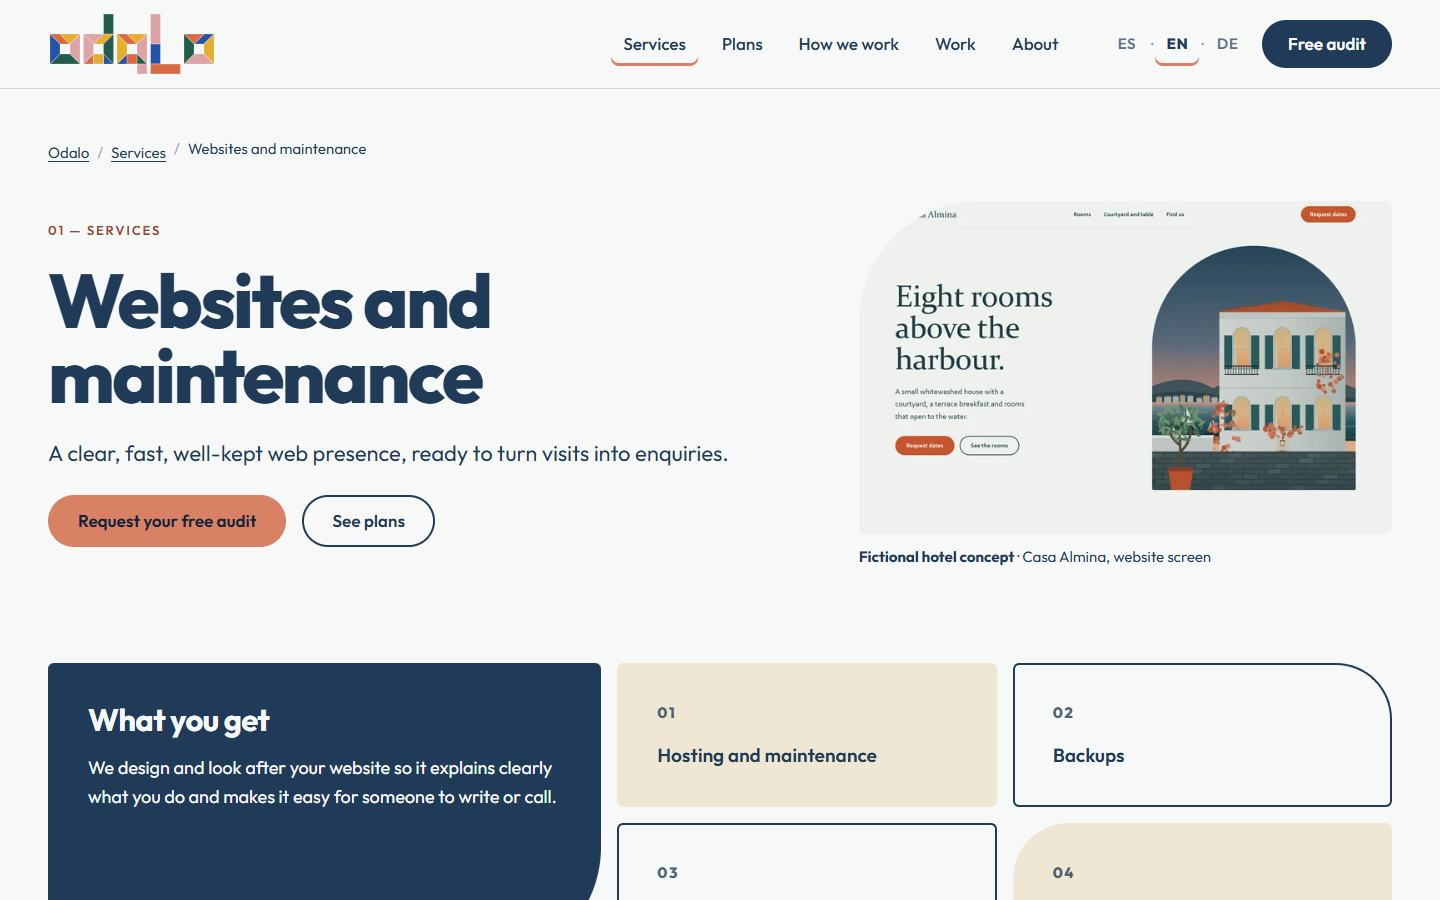 odalo
Services
Plans
How we work
Work
About
ES · EN · DE
Free audit
Odalo / Services / Websites and maintenance
01 — SERVICES
Websites and
maintenance
A clear, fast, well-kept web presence, ready to turn visits into enquiries.
Request your free audit
See plans
Almina
Rooms
Courtyard and table
Find us
Request dates
Eight rooms
above the
harbour.
A small whitewashed house with a
courtyard, a terrace breakfast and rooms
that open to the water.
Request dates
See the rooms
Fictional hotel concept · Casa Almina, website screen
What you get
We design and look after your website so it explains clearly
what you do and makes it easy for someone to write or call.
01
Hosting and maintenance
02
Backups
03
04